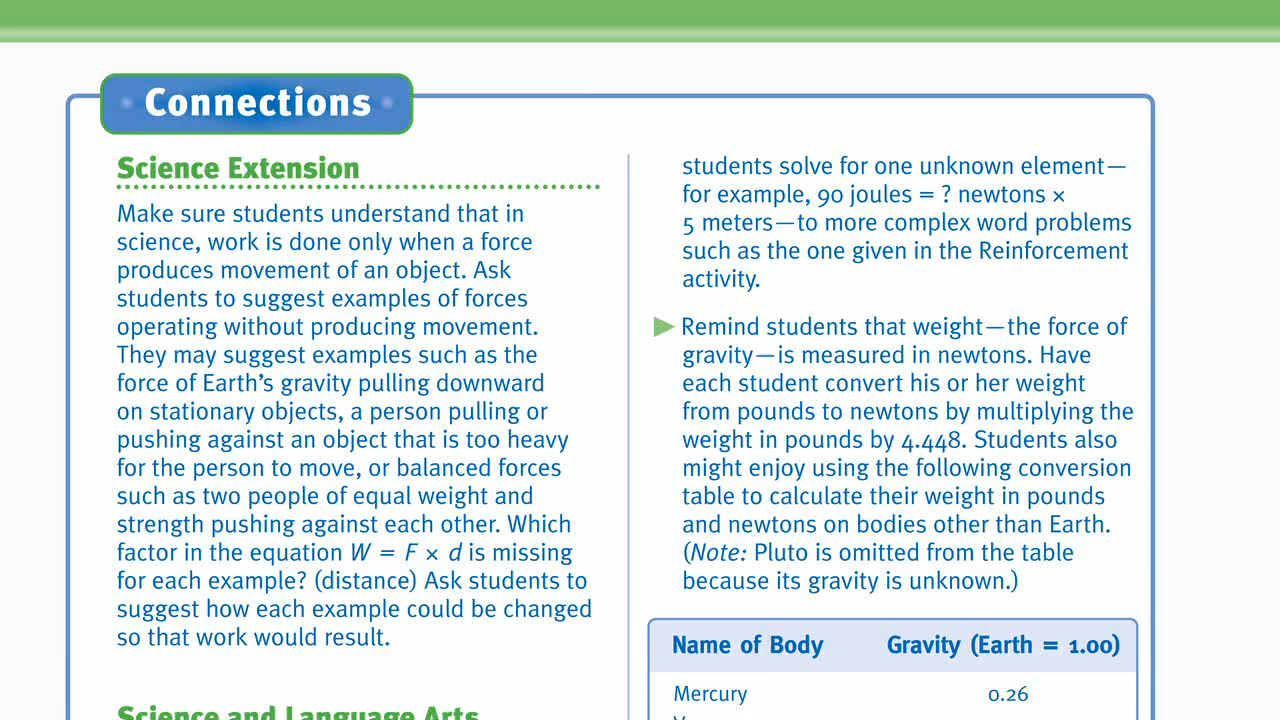 Connections
Science Extension
Make sure students understand that in
science, work is done only when a force
produces movement of an object. Ask
students to suggest examples of forces
operating without producing movement.
They may suggest examples such as the
force of Earth’s gravity pulling downward
on stationary objects, a person pulling or
pushing against an object that is too heavy
for the person to move, or balanced forces
such as two people of equal weight and
strength pushing against each other. Which
factor in the equation W = F × d is missing
for each example? (distance) Ask students to
suggest how each example could be changed
so that work would result.
Science and Language Arts
students solve for one unknown element—
for example, 90 joules = ? newtons ×
5 meters—to more complex word problems
such as the one given in the Reinforcement
activity.
Remind students that weight—the force of
gravity—is measured in newtons. Have
each student convert his or her weight
from pounds to newtons by multiplying the
weight in pounds by 4.448. Students also
might enjoy using the following conversion
table to calculate their weight in pounds
and newtons on bodies other than Earth.
(Note: Pluto is omitted from the table
because its gravity is unknown.)
Name of Body Gravity (Earth = 1.00)
Mercury 0.26